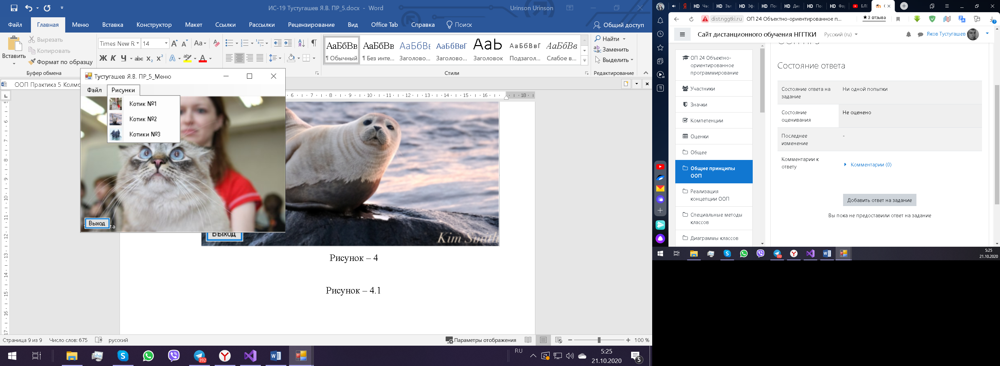 ИС-19 Тустугашев Я.В. ПР_5.docx - Word
Urinson Urinson
Файл Главная Меню Вставка Конструктор Макет Ссылки Рассылки Рецензирование Вид Office Tab Справка Поиск Общий доступ
Вставить
Вырезать
Копировать
Формат по образцу
Буфер обмена
Times New R 14
Ж К Ч abc
АаБбВв АаБбВв АаБбВ АаБбВвГ АаЬ АаБбВвГ АаБбВв
¶ Обычный ¶ Без инте... Заголово... Заголово... Заголовок Подзагол... Слабое в...
Стили
Найти
Заменить
Выделить
Редактирование
ООП Практика 5 Колмо
Тустугашев Я.В. ПР_5_Меню
Файл Рисунки
Котик №1
Котик №2
Котики №3
Выход
Выход
Kim Smith
Рисунок – 4
Рисунок – 4.1
Страница 9 из 9 Число слов: 675 русский
Параметры отображения 100 %
392
RU
5:25
21.10.2020
5
HD Час HD Зал HD Эфи HD По HD Ди HD По HD Фо БЛЕ
dist.nggtki.ru ОП 24 Объектно-ориентированное п... ★ 3 отзыва
Сайт дистанционного обучения НГГТКИ Русский (ru) Яков Тустугашев
ОП 24 Объектно-
ориентированное
программирование
Участники
Значки
Компетенции
Оценки
Общее
Общие принципы
ООП
Реализация
концепции ООП
Специальные методы
классов
Диаграммы классов
Состояние ответа
Состояние ответа на
задание
Ни одной попытки
Состояние
оценивания
Не оценено
Последнее
изменение
-
Комментарии к
ответу
Комментарии (0)
Добавить ответ на задание
Вы пока не предоставили ответ на задание
392
5:25
21.10.2020